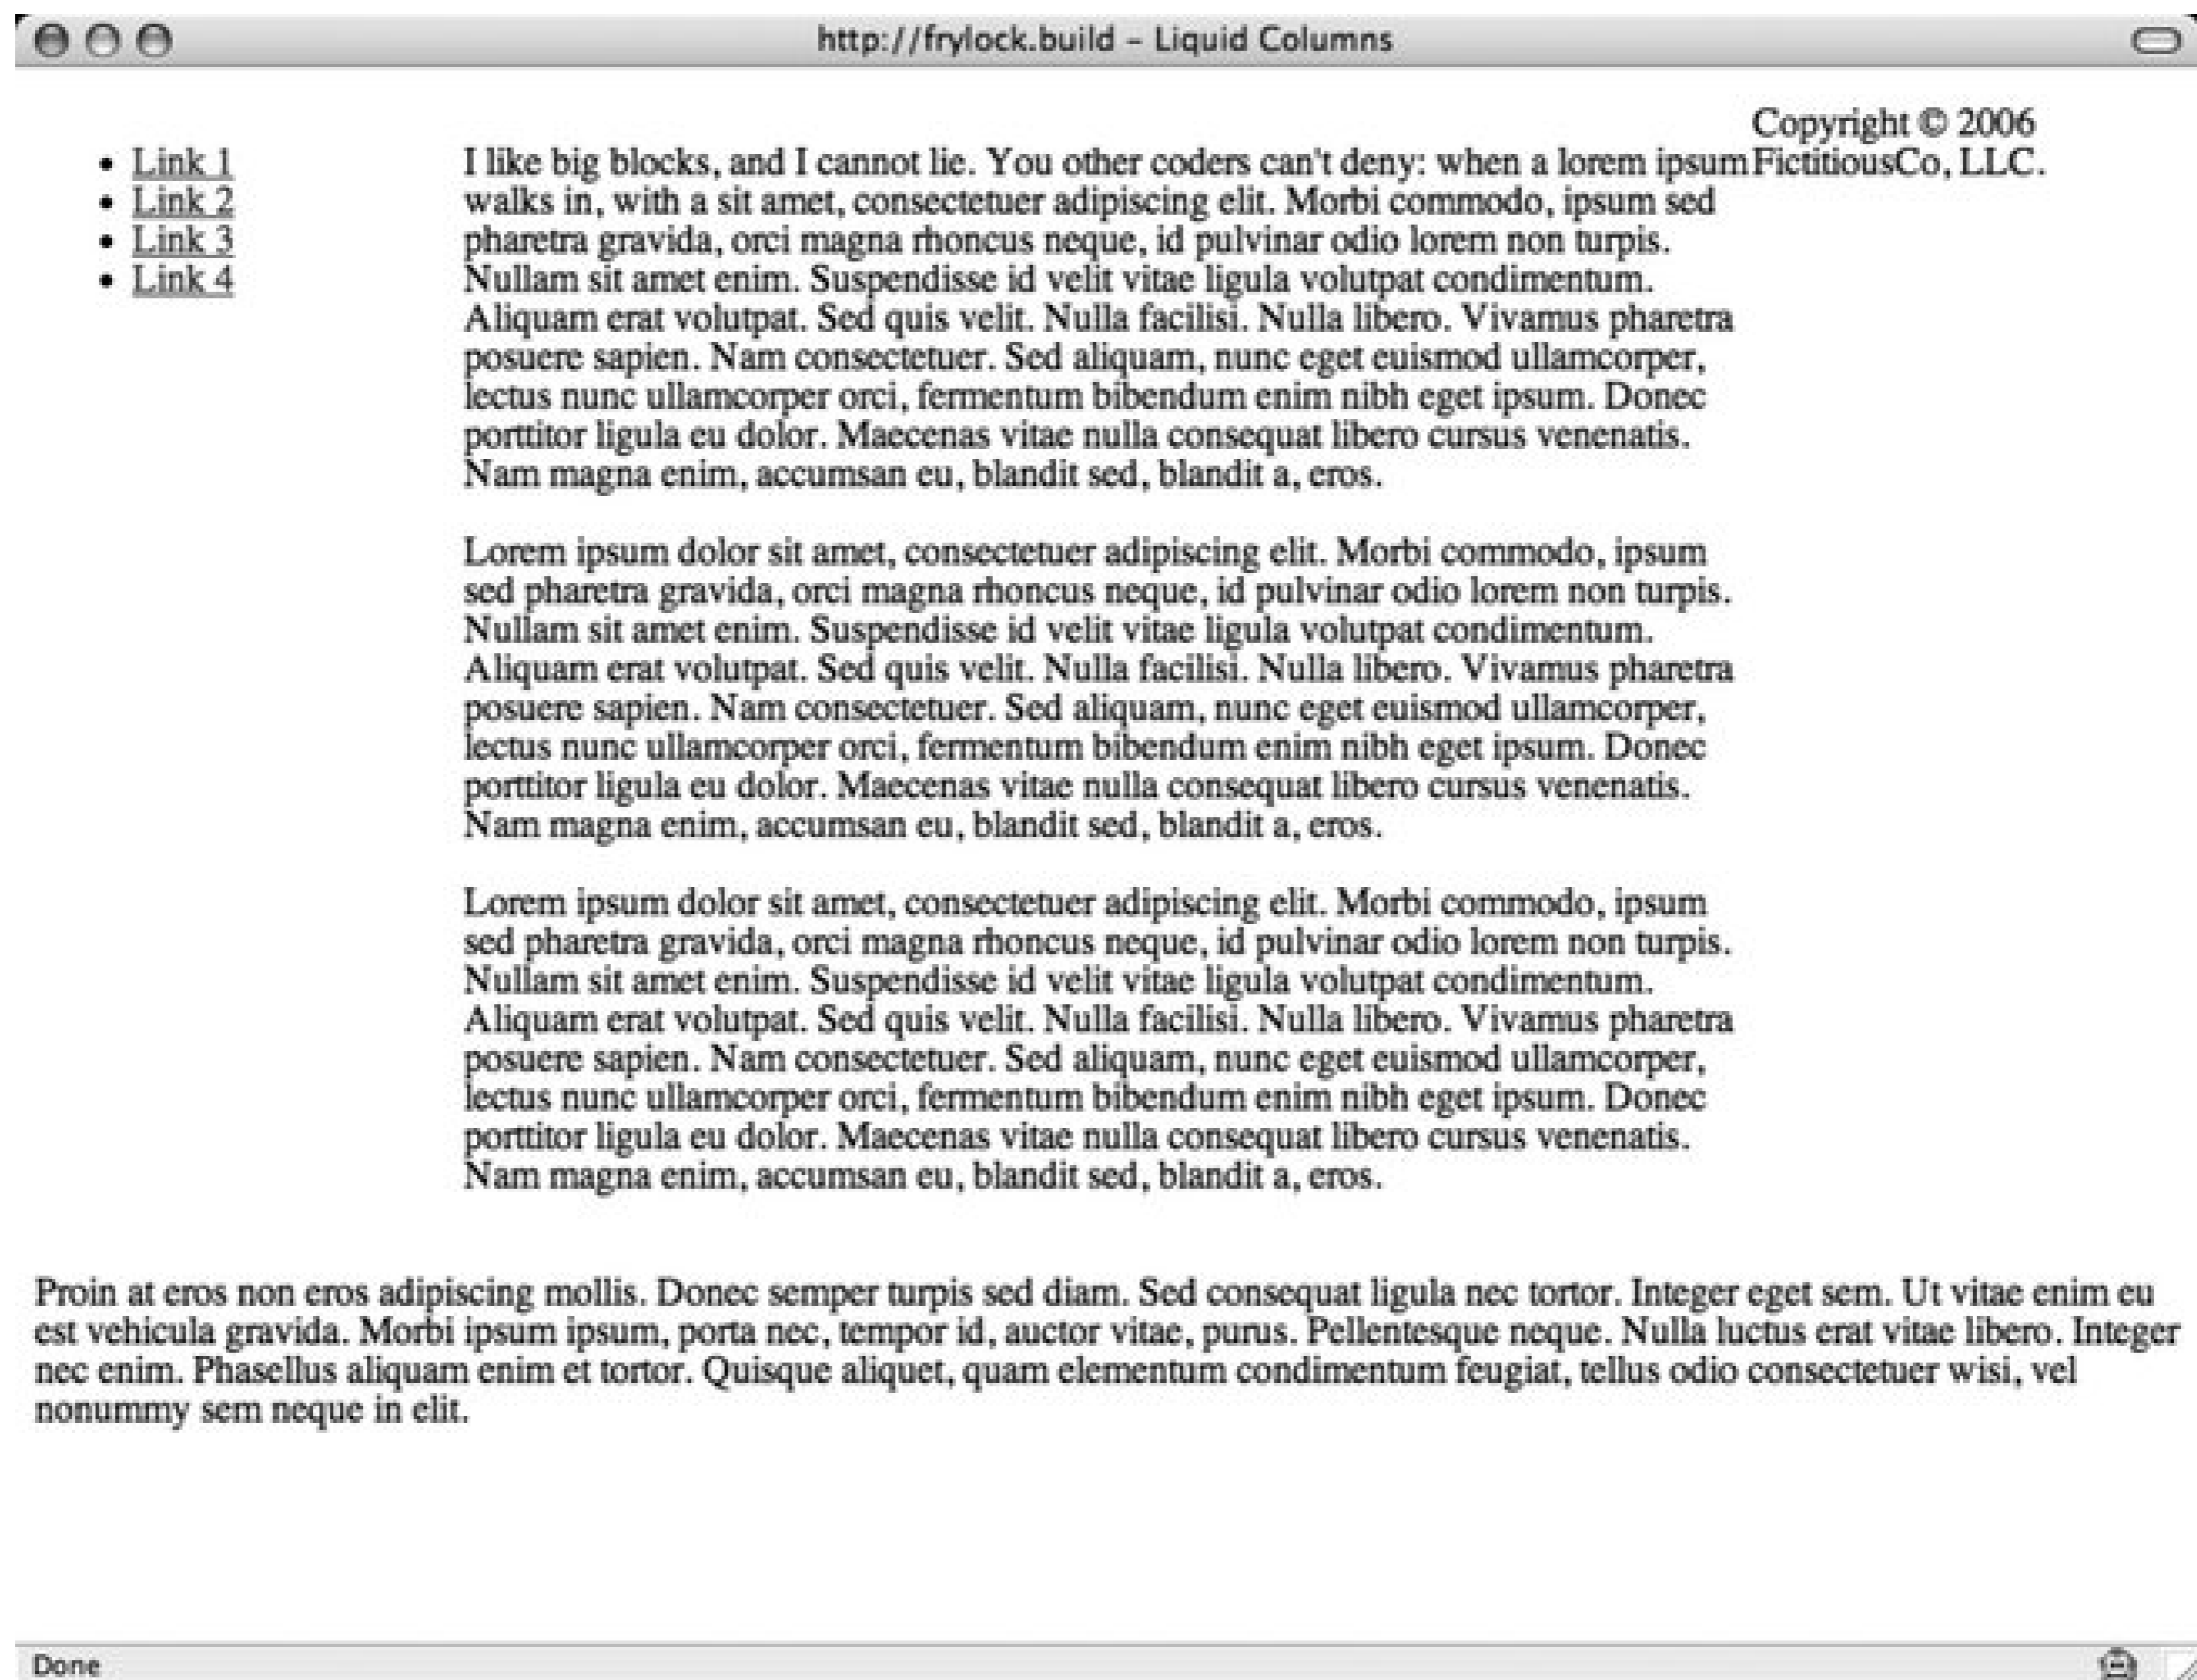 http://frylock.build – Liquid Columns
• Link 1
• Link 2
• Link 3
• Link 4
I like big blocks, and I cannot lie. You other coders can't deny: when a lorem ipsum
walks in, with a sit amet, consectetuer adipiscing elit. Morbi commodo, ipsum sed
pharetra gravida, orci magna rhoncus neque, id pulvinar odio lorem non turpis.
Nullam sit amet enim. Suspendisse id velit vitae ligula volutpat condimentum.
Aliquam erat volutpat. Sed quis velit. Nulla facilisi. Nulla libero. Vivamus pharetra
posuere sapien. Nam consectetuer. Sed aliquam, nunc eget euismod ullamcorper,
lectus nunc ullamcorper orci, fermentum bibendum enim nibh eget ipsum. Donec
porttitor ligula eu dolor. Maecenas vitae nulla consequat libero cursus venenatis.
Nam magna enim, accumsan eu, blandit sed, blandit a, eros.
Lorem ipsum dolor sit amet, consectetuer adipiscing elit. Morbi commodo, ipsum
sed pharetra gravida, orci magna rhoncus neque, id pulvinar odio lorem non turpis.
Nullam sit amet enim. Suspendisse id velit vitae ligula volutpat condimentum.
Aliquam erat volutpat. Sed quis velit. Nulla facilisi. Nulla libero. Vivamus pharetra
posuere sapien. Nam consectetuer. Sed aliquam, nunc eget euismod ullamcorper,
lectus nunc ullamcorper orci, fermentum bibendum enim nibh eget ipsum. Donec
porttitor ligula eu dolor. Maecenas vitae nulla consequat libero cursus venenatis.
Nam magna enim, accumsan eu, blandit sed, blandit a, eros.
Lorem ipsum dolor sit amet, consectetuer adipiscing elit. Morbi commodo, ipsum
sed pharetra gravida, orci magna rhoncus neque, id pulvinar odio lorem non turpis.
Nullam sit amet enim. Suspendisse id velit vitae ligula volutpat condimentum.
Aliquam erat volutpat. Sed quis velit. Nulla facilisi. Nulla libero. Vivamus pharetra
posuere sapien. Nam consectetuer. Sed aliquam, nunc eget euismod ullamcorper,
lectus nunc ullamcorper orci, fermentum bibendum enim nibh eget ipsum. Donec
porttitor ligula eu dolor. Maecenas vitae nulla consequat libero cursus venenatis.
Nam magna enim, accumsan eu, blandit sed, blandit a, eros.
Copyright © 2006
FictitiousCo, LLC.
Proin at eros non eros adipiscing mollis. Donec semper turpis sed diam. Sed consequat ligula nec tortor. Integer eget sem. Ut vitae enim eu
est vehicula gravida. Morbi ipsum ipsum, porta nec, tempor id, auctor vitae, purus. Pellentesque neque. Nulla luctus erat vitae libero. Integer
nec enim. Phasellus aliquam enim et tortor. Quisque aliquet, quam elementum condimentum feugiat, tellus odio consectetuer wisi, vel
nonummy sem neque in elit.
Done